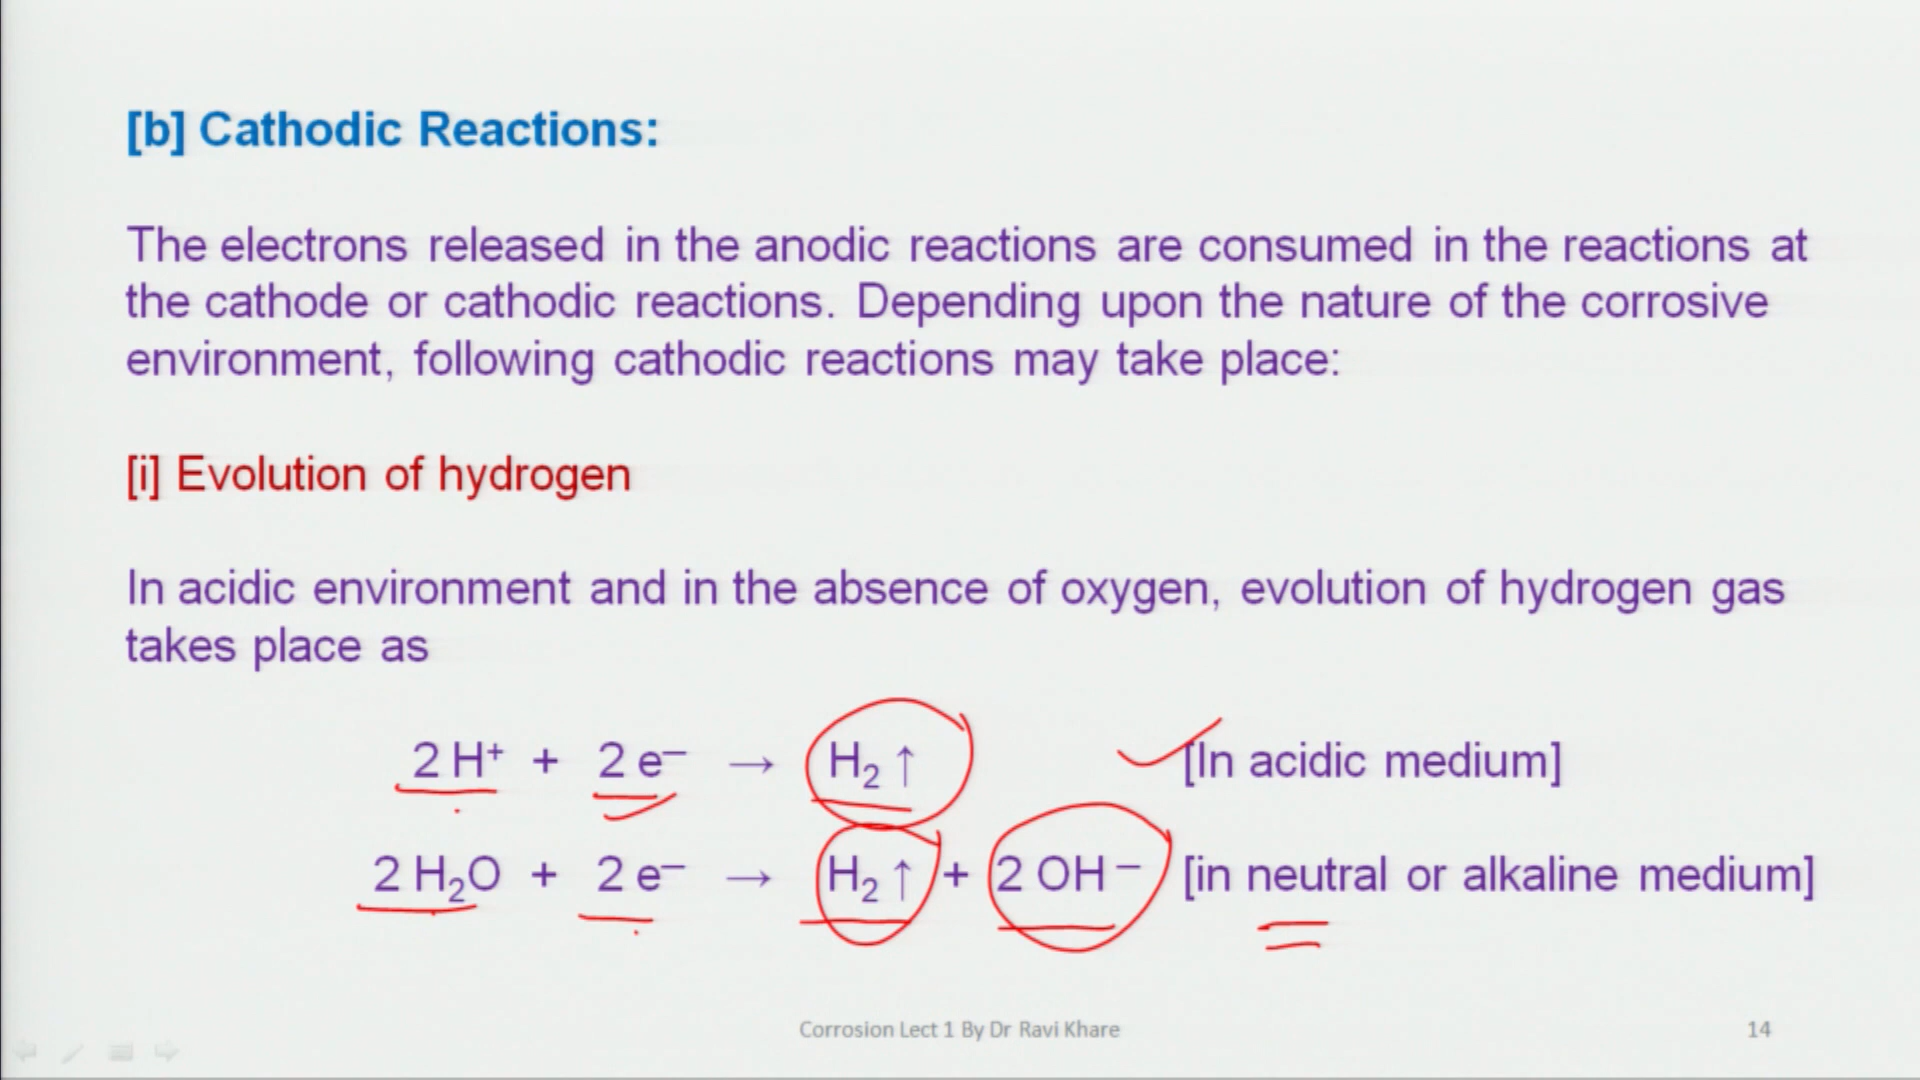 [b] Cathodic Reactions:
The electrons released in the anodic reactions are consumed in the reactions at
the cathode or cathodic reactions. Depending upon the nature of the corrosive
environment, following cathodic reactions may take place:
[i] Evolution of hydrogen
In acidic environment and in the absence of oxygen, evolution of hydrogen gas
takes place as
2 H⁺ + 2 e⁻ → H₂ ↑ [In acidic medium]
2 H₂O + 2 e⁻ → H₂ ↑ + 2 OH⁻ [in neutral or alkaline medium]
Corrosion Lect 1 By Dr Ravi Khare 14